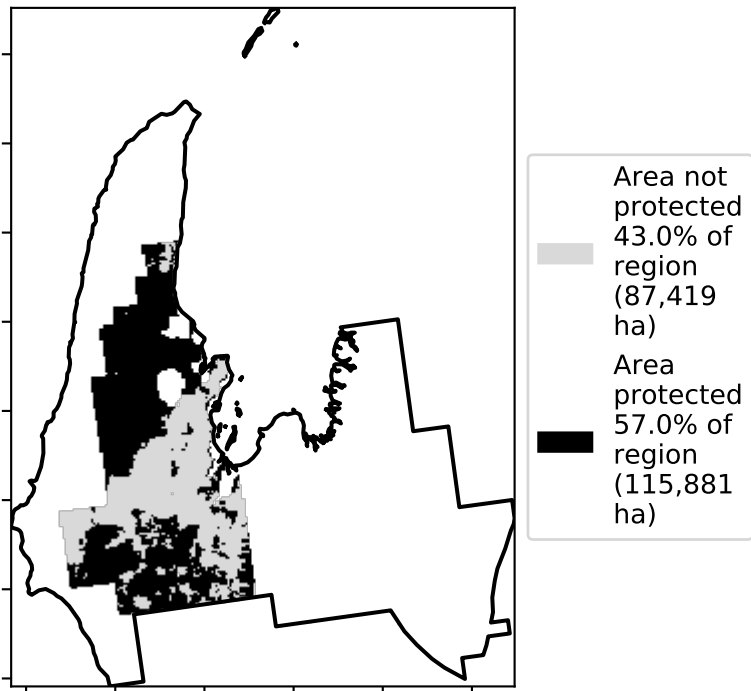 Area not
protected
43.0% of
region
(87,419
ha)
Area
protected
57.0% of
region
(115,881
ha)